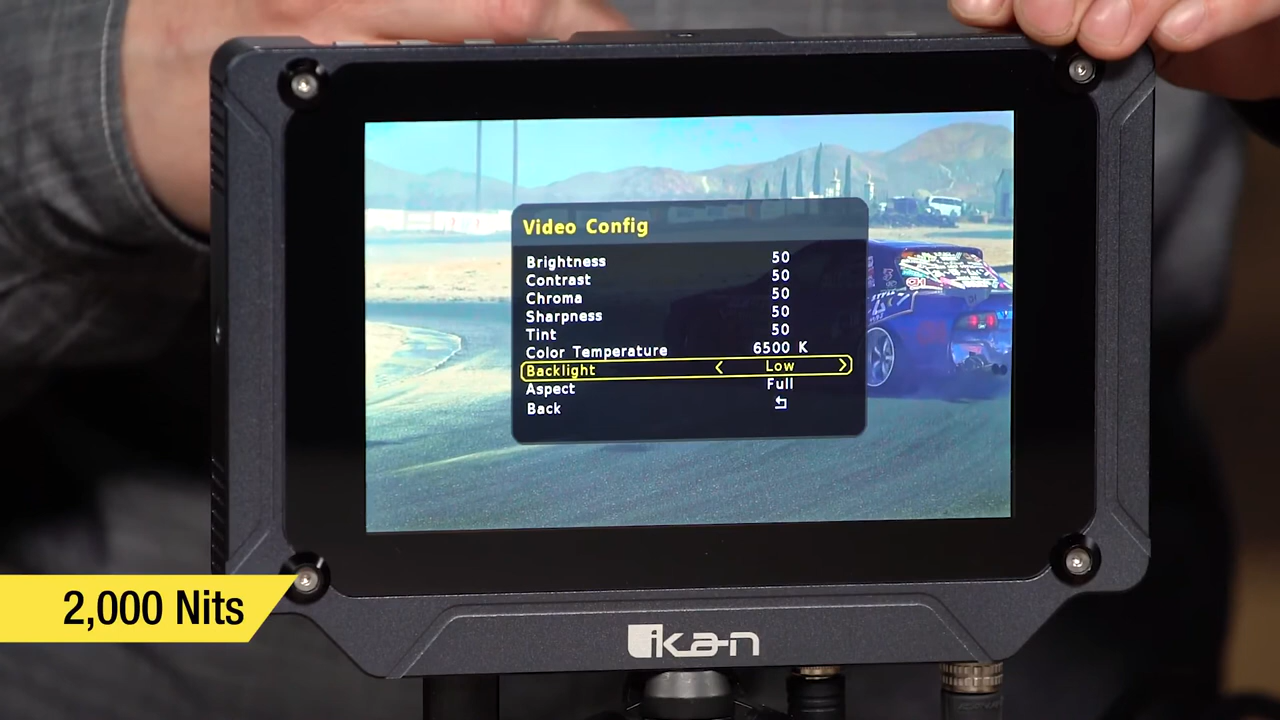 Video Config
Brightness 50
Contrast 50
Chroma 50
Sharpness 50
Tint 50
Color Temperature 6500 K
Backlight < Low >
Aspect Full
Back
2,000 Nits
ikan